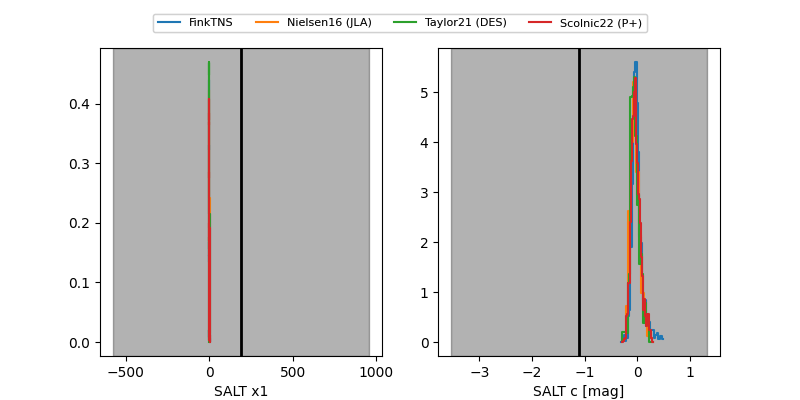 FinkTNS Nielsen16 (JLA) Taylor21 (DES) Scolnic22 (P+)
0.4
0.3
0.2
0.1
0.0
−500 0 500 1000
SALT x1
5
4
3
2
1
0
−3 −2 −1 0 1
SALT c [mag]